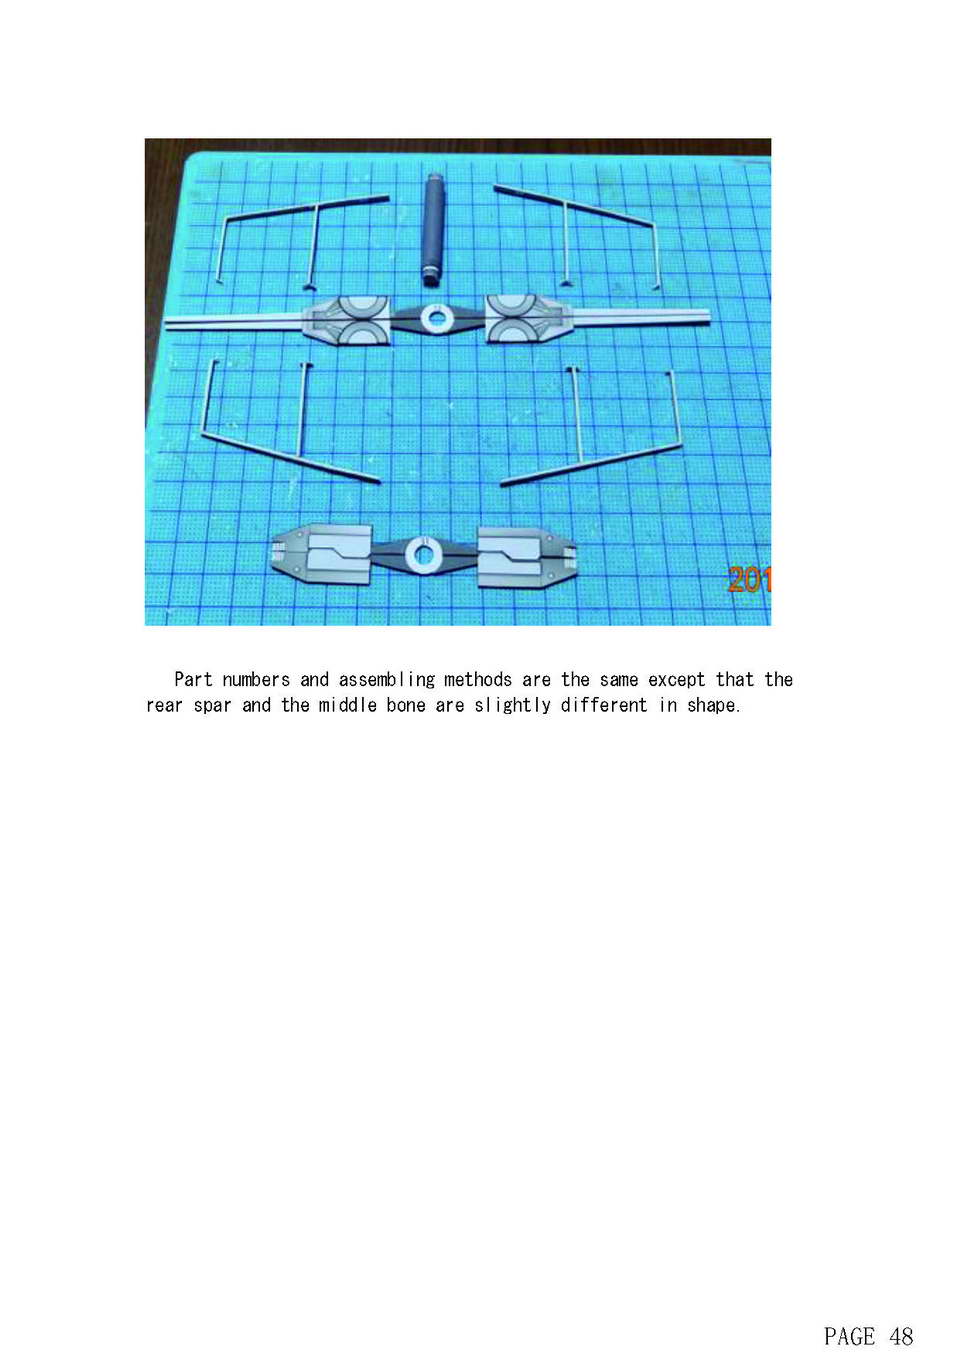 201
Part numbers and assembling methods are the same except that the
rear spar and the middle bone are slightly different in shape.
PAGE 48